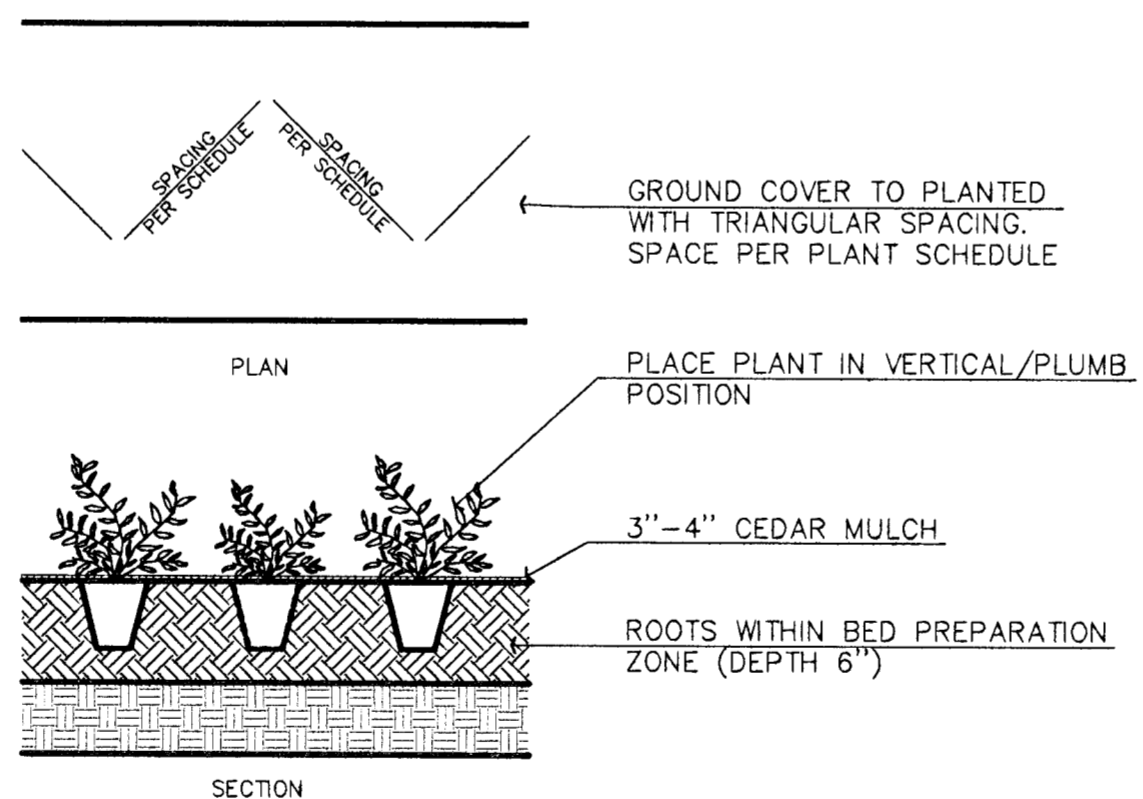 SPACING
PER SCHEDULE
SPACING
PER SCHEDULE
GROUND COVER TO PLANTED
WITH TRIANGULAR SPACING.
SPACE PER PLANT SCHEDULE
PLAN
PLACE PLANT IN VERTICAL/PLUMB
POSITION
3"-4" CEDAR MULCH
ROOTS WITHIN BED PREPARATION
ZONE (DEPTH 6")
SECTION